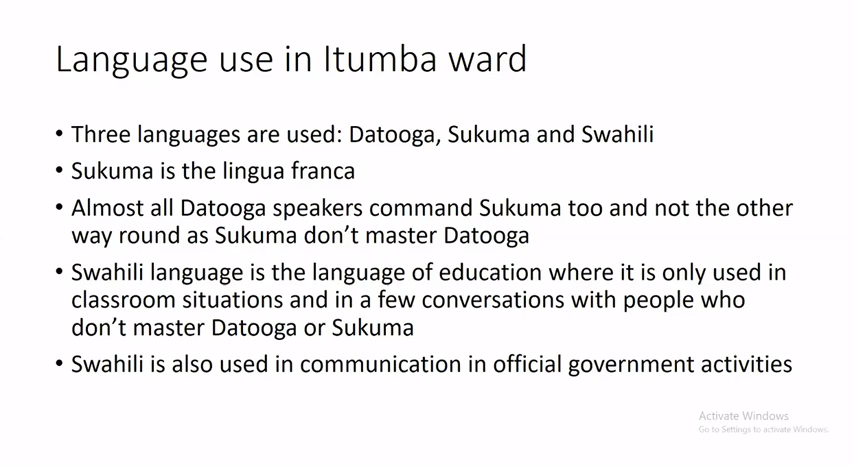 Language use in Itumba ward
• Three languages are used: Datooga, Sukuma and Swahili
• Sukuma is the lingua franca
• Almost all Datooga speakers command Sukuma too and not the other
way round as Sukuma don't master Datooga
• Swahili language is the language of education where it is only used in
classroom situations and in a few conversations with people who
don't master Datooga or Sukuma
• Swahili is also used in communication in official government activities
Activate Windows
Go to Settings to activate Windows.